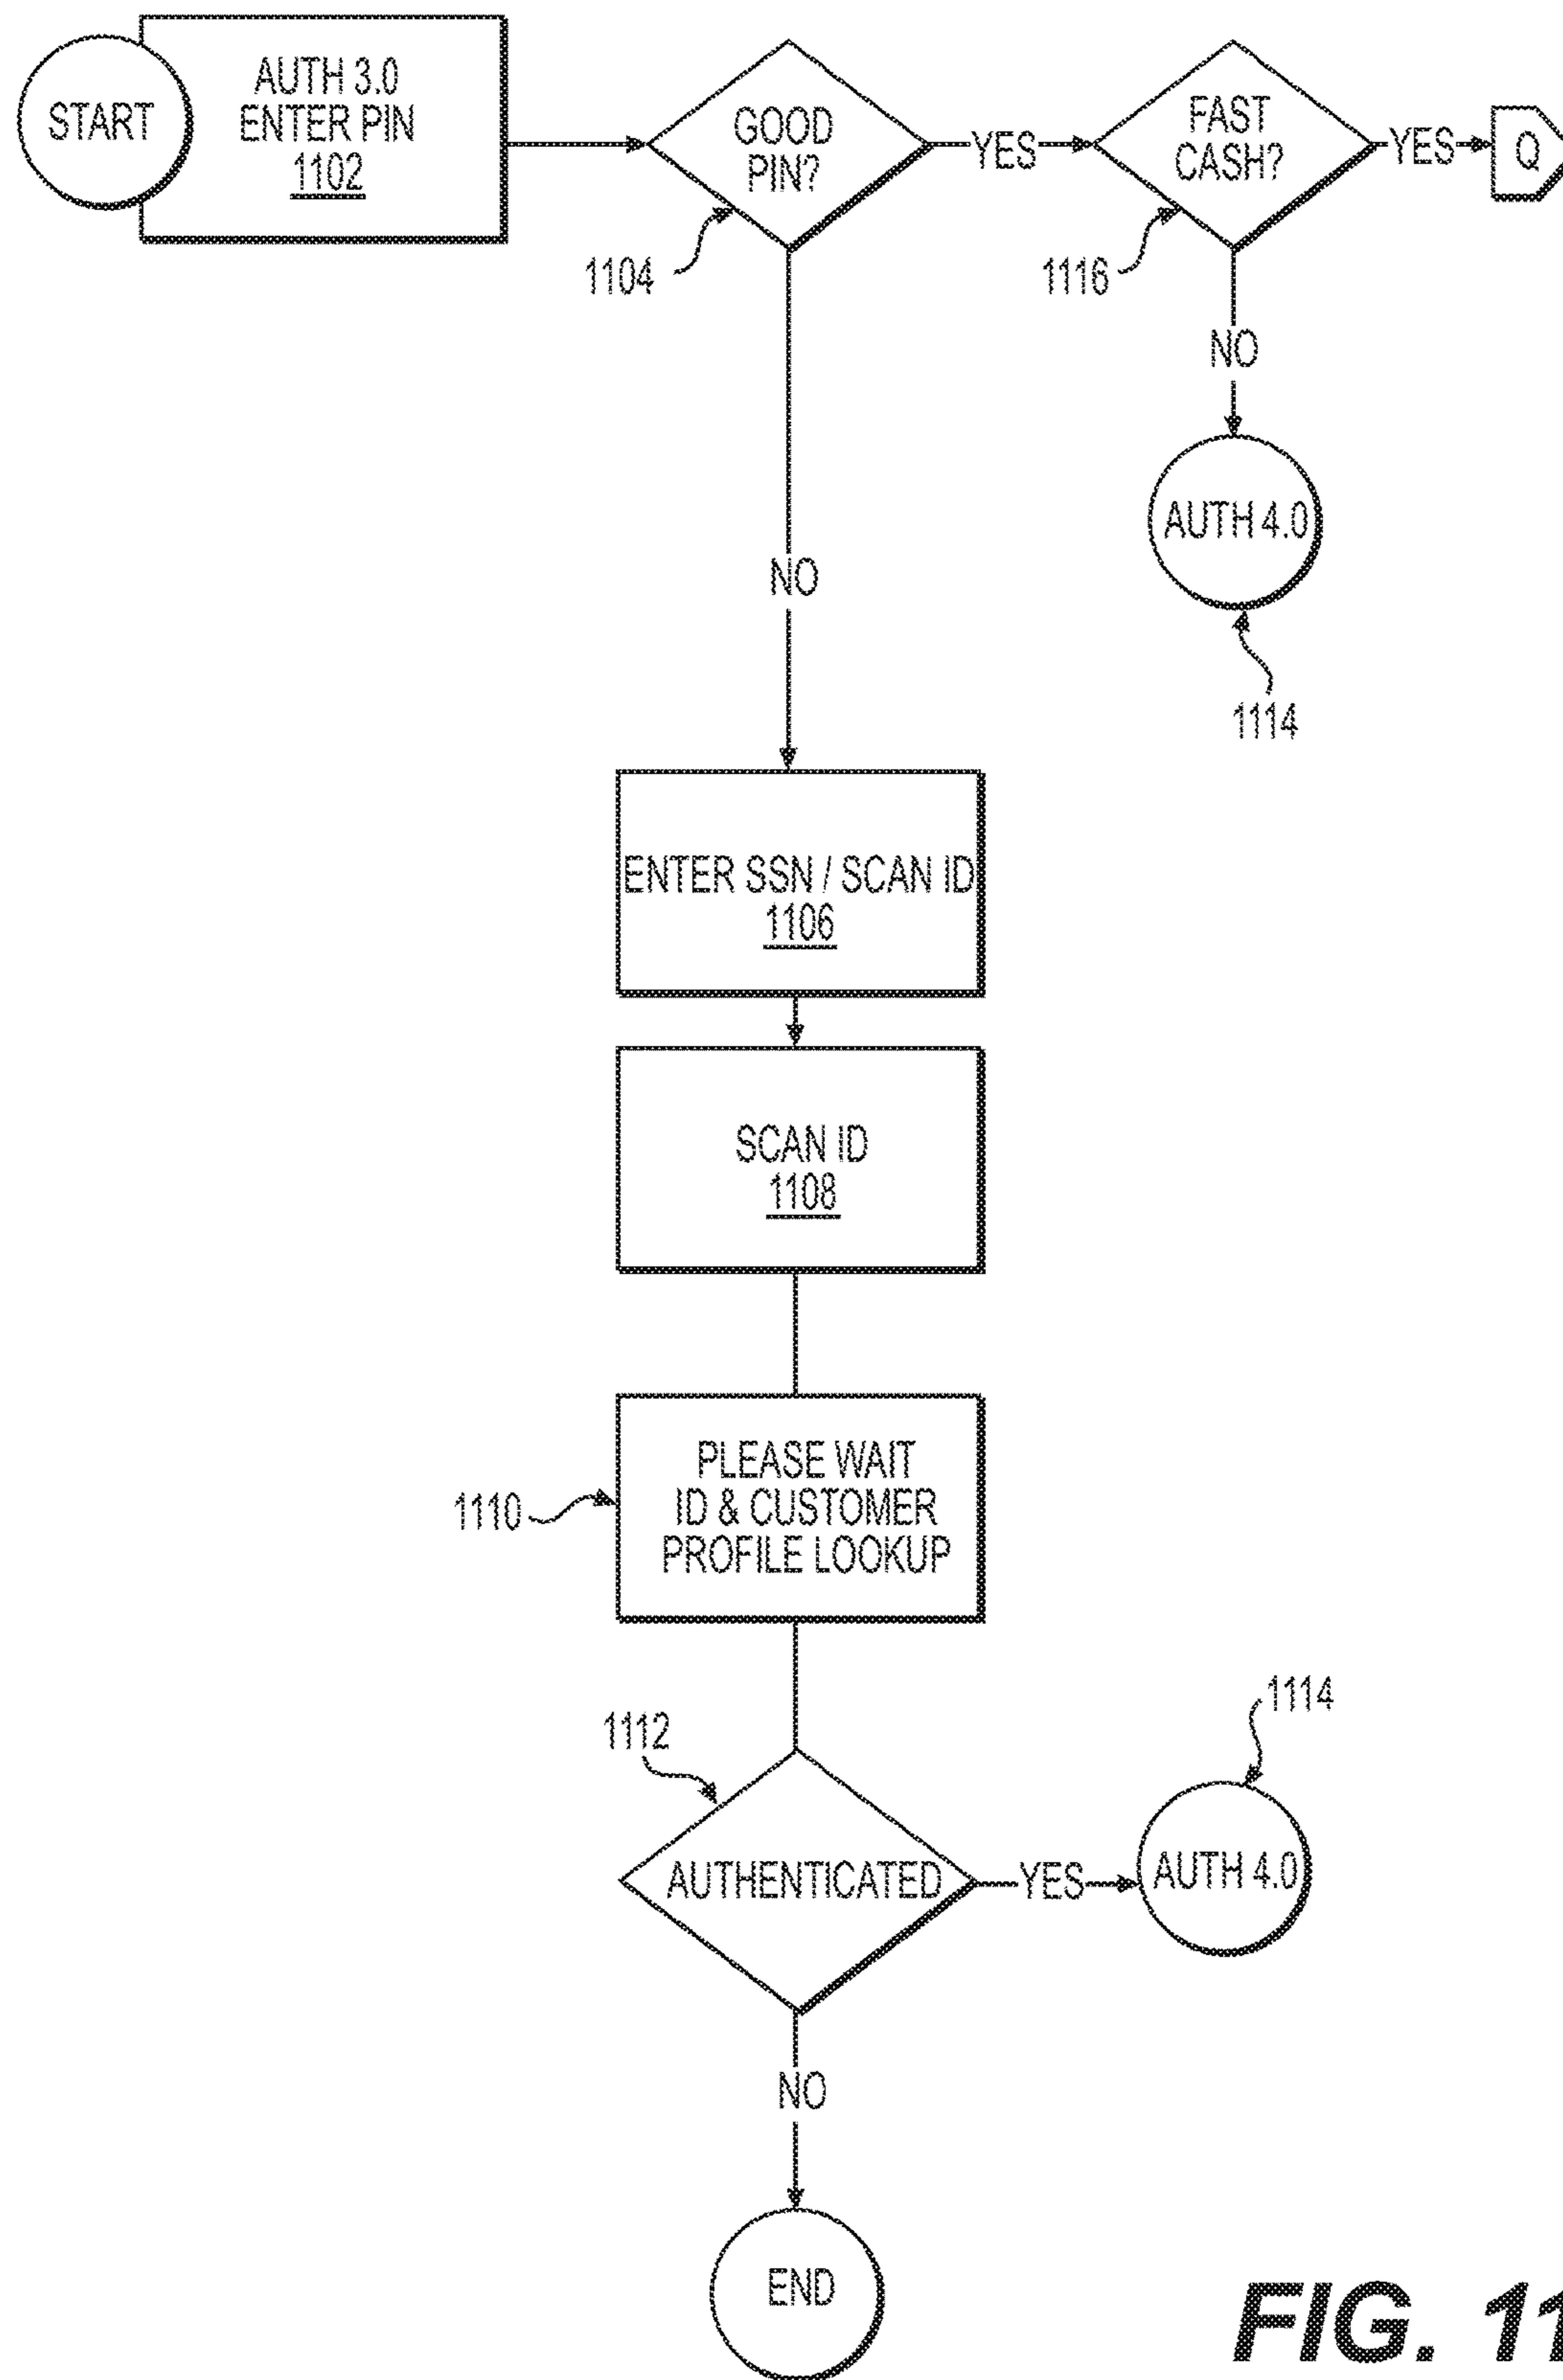 START
AUTH 3.0
ENTER PIN
1102
GOOD
PIN?
1104
YES
FAST
CASH?
1116
YES
Q
NO
AUTH 4.0
1114
NO
ENTER SSN / SCAN ID
1106
SCAN ID
1108
PLEASE WAIT
ID & CUSTOMER
PROFILE LOOKUP
1110
1112
AUTHENTICATED
YES
AUTH 4.0
1114
NO
END
FIG. 11